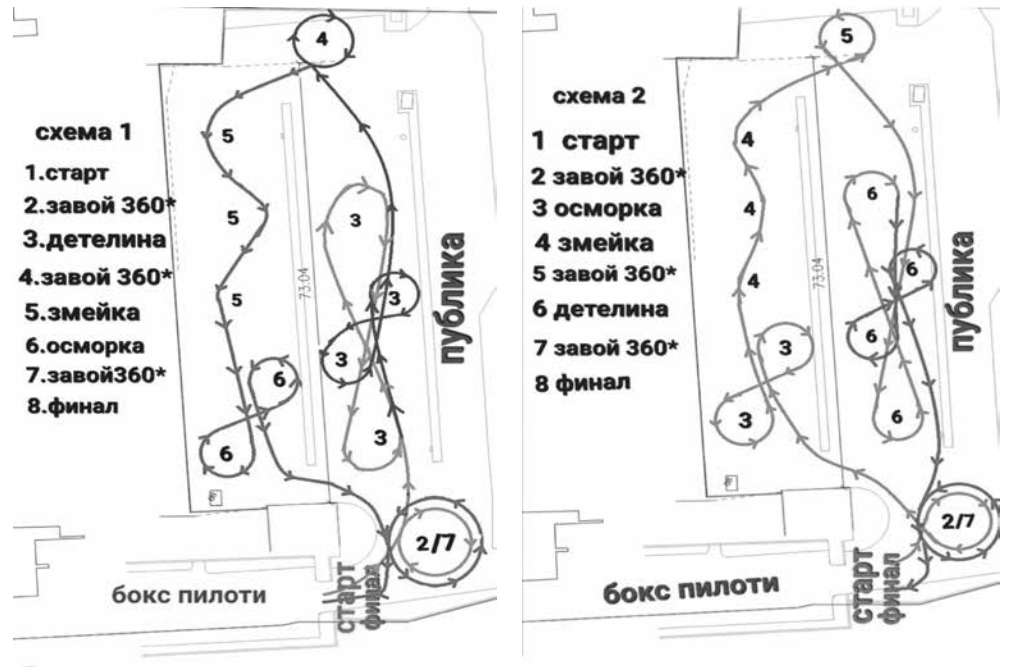 схема 1
1.старт
2.завой 360*
3.детелина
4.завой 360*
5.змейка
6.осморка
7.завой360*
8.финал
4
5
5
5
6
6
3
3
3
3
73.04
публика
2/7
старт
финал
бокс пилоти
схема 2
1 старт
2 завой 360*
3 осморка
4 змейка
5 завой 360*
6 детелина
7 завой 360*
8 финал
5
4
4
4
3
3
6
6
6
6
73.04
публика
2/7
старт
финал
бокс пилоти